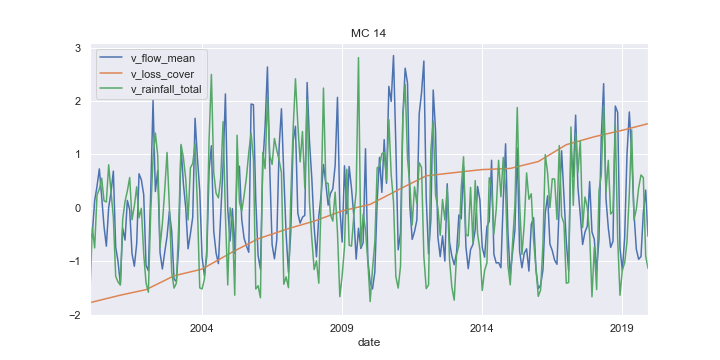 MC 14
v_flow_mean
v_loss_cover
v_rainfall_total
3
2
1
0
−1
−2
2004 2009 2014 2019
date